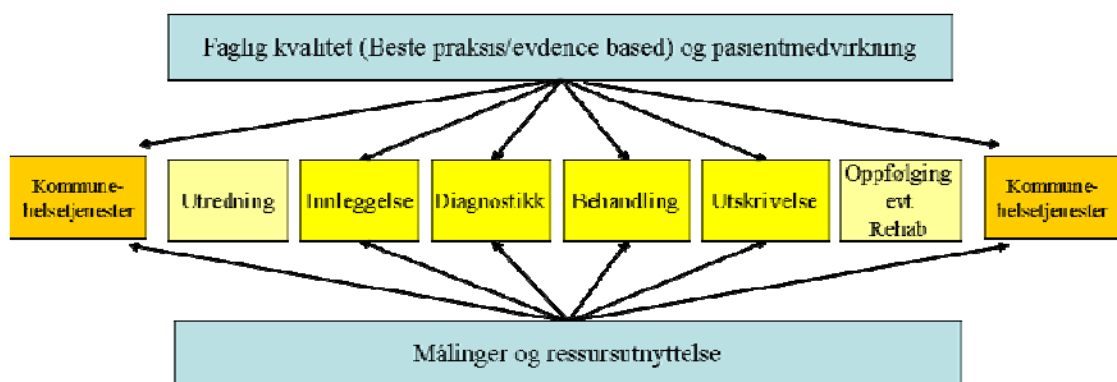 Faglig kvalitet (Beste praksis/evidence based) og pasientmedvirkning
Kommune-
helsetjenester
Utredning
Innleggelse
Diagnostikk
Behandling
Utskrivelse
Oppfølging
evt.
Rehab
Kommune-
helsetjenester
Målinger og ressursutnyttelse